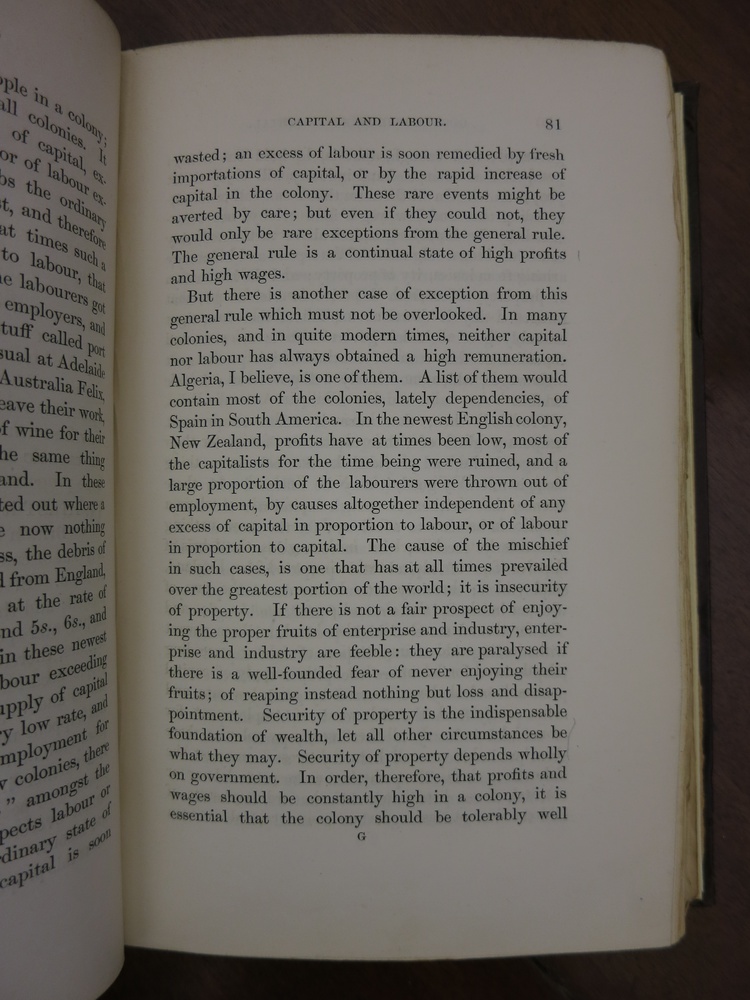 ople in a colony;
all colonies. It
of capital, ex-
or of labour ex-
bs the ordinary
st, and therefore
at times such a
to labour, that
e labourers got
employers, and
tuff called port
sual at Adelaide
Australia Felix,
eave their work,
f wine for their
he same thing
and. In these
ted out where a
e now nothing
ss, the debris of
d from England,
at the rate of
nd 5s., 6s., and
in these newest
bour exceeding
upply of capital
y low rate, and
mployment for
w colonies, there
" amongst the
pects labour or
dinary state of
capital is soon
CAPITAL AND LABOUR. 81
wasted; an excess of labour is soon remedied by fresh
importations of capital, or by the rapid increase of
capital in the colony. These rare events might be
averted by care; but even if they could not, they
would only be rare exceptions from the general rule.
The general rule is a continual state of high profits
and high wages.
But there is another case of exception from this
general rule which must not be overlooked. In many
colonies, and in quite modern times, neither capital
nor labour has always obtained a high remuneration.
Algeria, I believe, is one of them. A list of them would
contain most of the colonies, lately dependencies, of
Spain in South America. In the newest English colony,
New Zealand, profits have at times been low, most of
the capitalists for the time being were ruined, and a
large proportion of the labourers were thrown out of
employment, by causes altogether independent of any
excess of capital in proportion to labour, or of labour
in proportion to capital. The cause of the mischief
in such cases, is one that has at all times prevailed
over the greatest portion of the world; it is insecurity
of property. If there is not a fair prospect of enjoy-
ing the proper fruits of enterprise and industry, enter-
prise and industry are feeble: they are paralysed if
there is a well-founded fear of never enjoying their
fruits; of reaping instead nothing but loss and disap-
pointment. Security of property is the indispensable
foundation of wealth, let all other circumstances be
what they may. Security of property depends wholly
on government. In order, therefore, that profits and
wages should be constantly high in a colony, it is
essential that the colony should be tolerably well
G